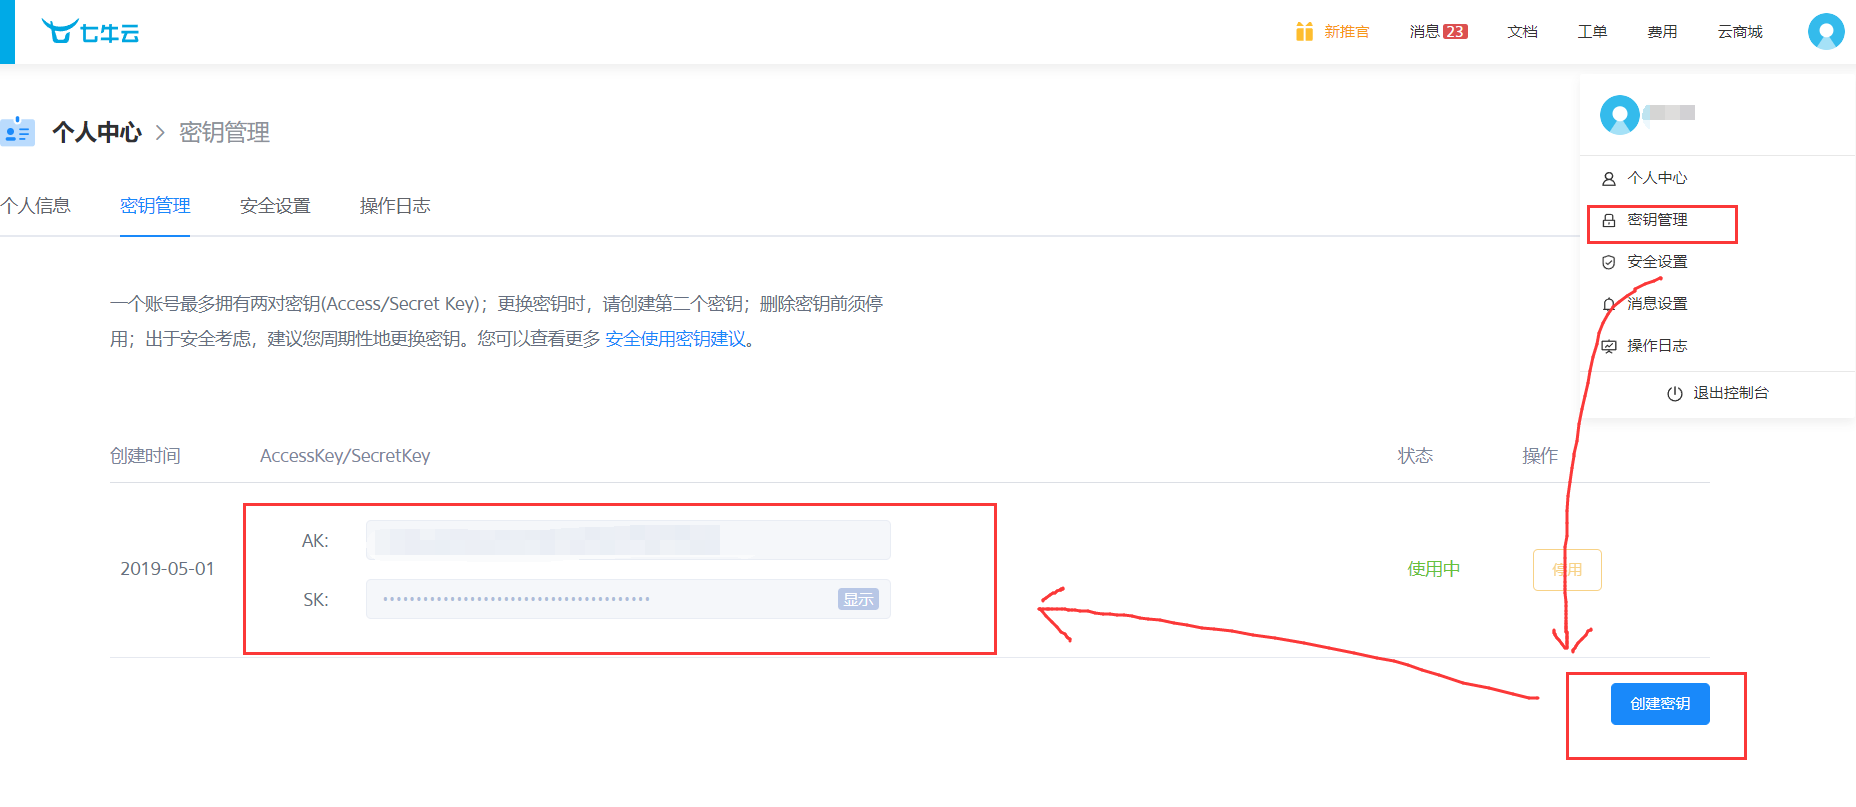 七牛云
新推官
消息 23
文档
工单
费用
云商城
个人中心 > 密钥管理
个人信息
密钥管理
安全设置
操作日志
个人中心
密钥管理
安全设置
消息设置
操作日志
退出控制台
一个账号最多拥有两对密钥(Access/Secret Key)；更换密钥时，请创建第二个密钥；删除密钥前须停
用；出于安全考虑，建议您周期性地更换密钥。您可以查看更多 安全使用密钥建议。
创建时间
AccessKey/SecretKey
状态
操作
2019-05-01
AK:
SK:
显示
使用中
停用
创建密钥